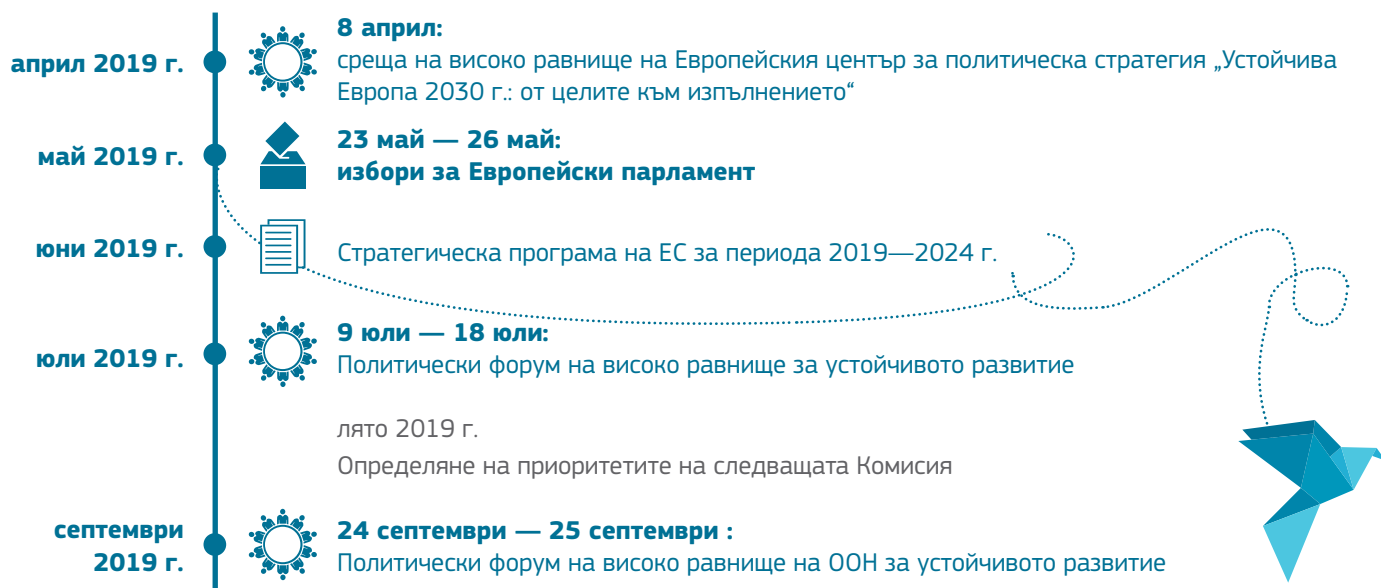 април 2019 г.
8 април:
среща на високо равнище на Европейския център за политическа стратегия „Устойчива
Европа 2030 г.: от целите към изпълнението“
май 2019 г.
23 май — 26 май:
избори за Европейски парламент
юни 2019 г.
Стратегическа програма на ЕС за периода 2019—2024 г.
юли 2019 г.
9 юли — 18 юли:
Политически форум на високо равнище за устойчивото развитие
лято 2019 г.
Определяне на приоритетите на следващата Комисия
септември
2019 г.
24 септември — 25 септември :
Политически форум на високо равнище на ООН за устойчивото развитие